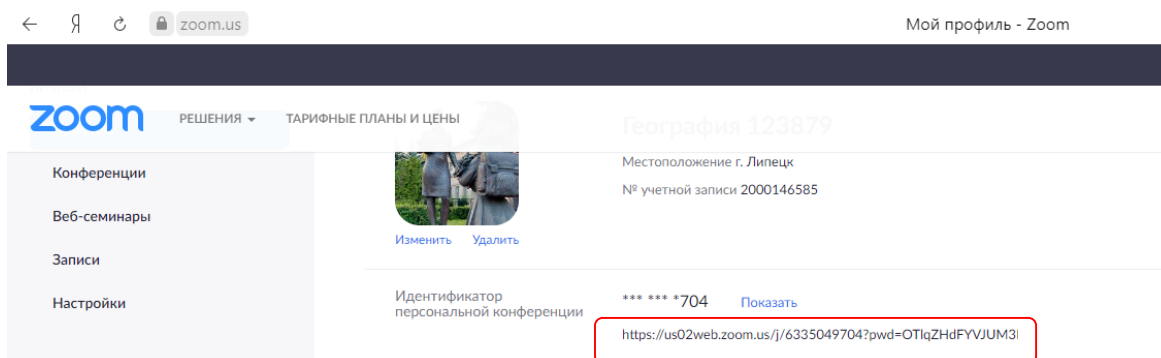 zoom.us
Мой профиль - Zoom
zoom
РЕШЕНИЯ
ТАРИФНЫЕ ПЛАНЫ И ЦЕНЫ
География 123879
Конференции
Веб-семинары
Записи
Настройки
Местоположение г. Липецк
№ учетной записи 2000146585
Изменить Удалить
Идентификатор
персональной конференции
*** *** *704 Показать
https://us02web.zoom.us/j/6335049704?pwd=OTlqZHdFYVJUM3